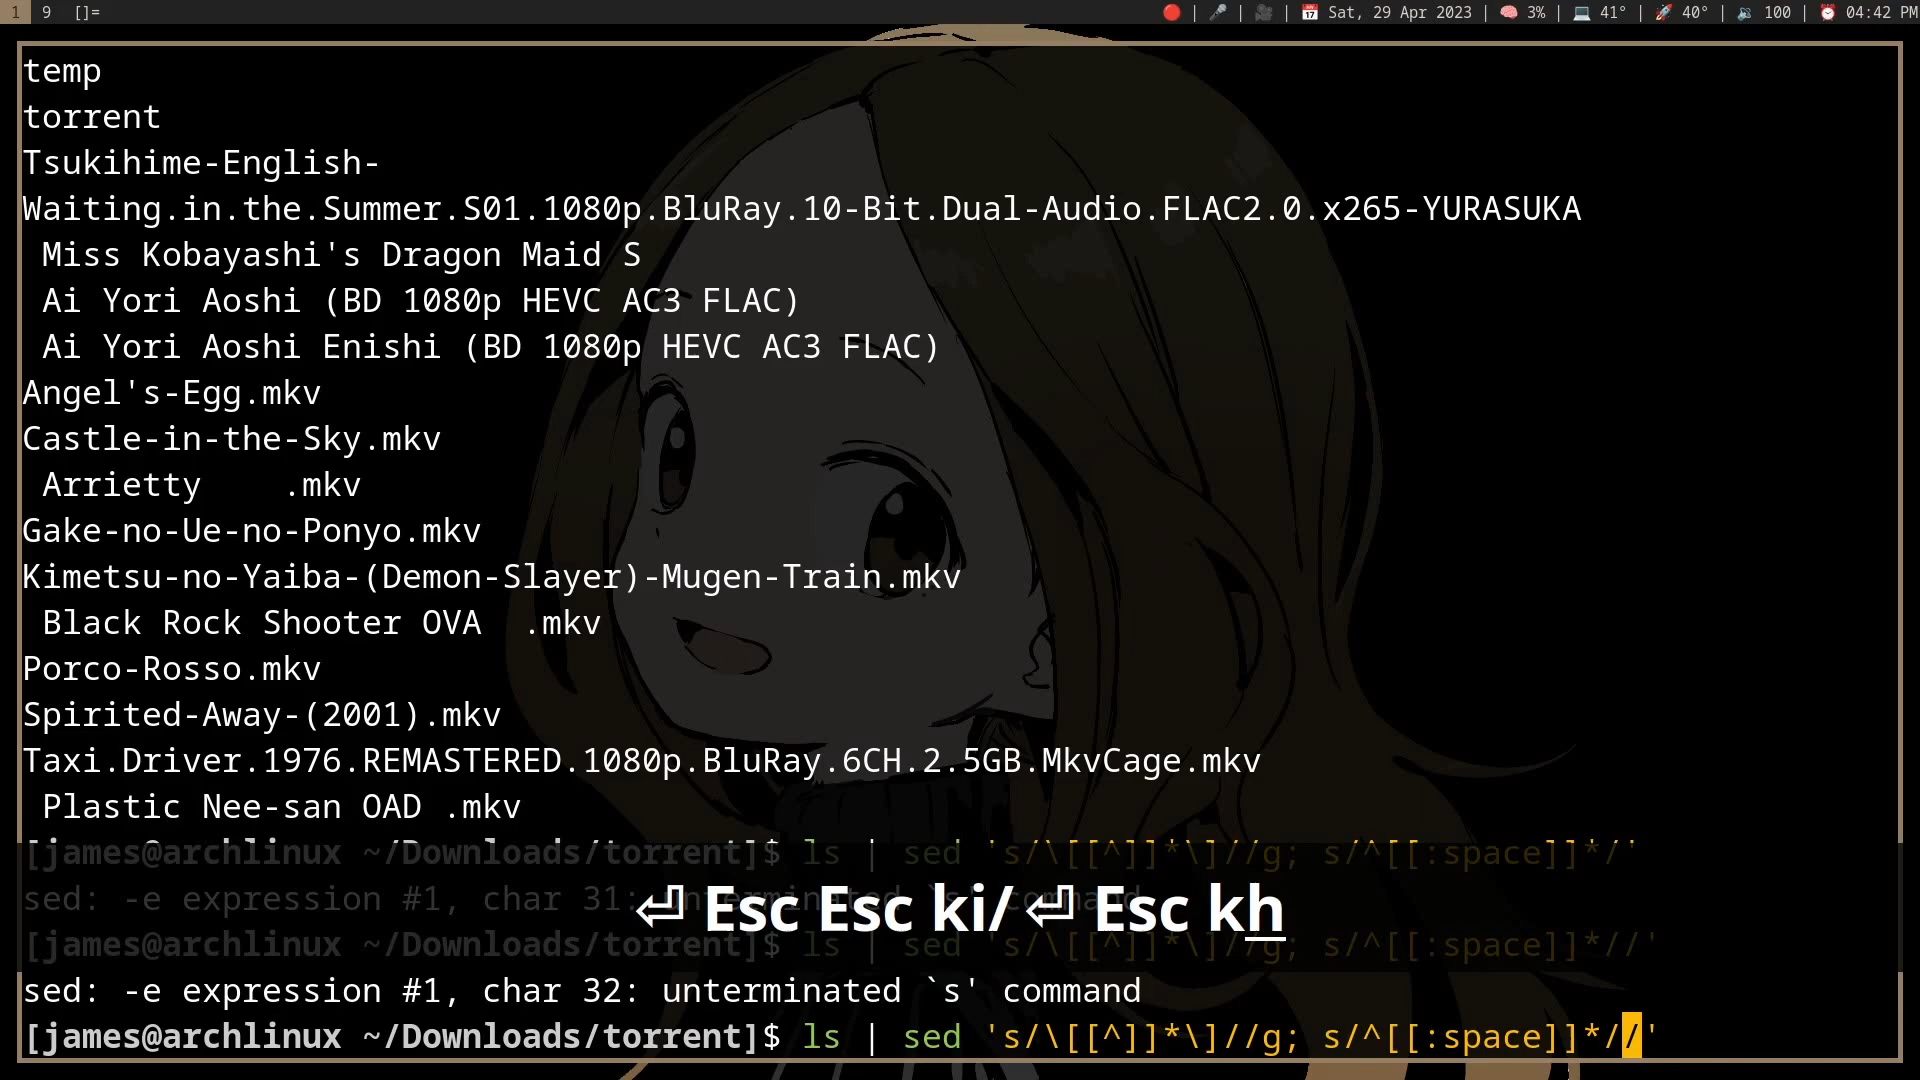 1 9 []= 🔴 | 🎤 | 🎥 | 📅 Sat, 29 Apr 2023 | 🧠 3% | 💻 41° | 🚀 40° | 🔉 100 | ⏰ 04:42 PM
temp
torrent
Tsukihime-English-
Waiting.in.the.Summer.S01.1080p.BluRay.10-Bit.Dual-Audio.FLAC2.0.x265-YURASUKA
 Miss Kobayashi's Dragon Maid S
 Ai Yori Aoshi (BD 1080p HEVC AC3 FLAC)
 Ai Yori Aoshi Enishi (BD 1080p HEVC AC3 FLAC)
Angel's-Egg.mkv
Castle-in-the-Sky.mkv
 Arrietty    .mkv
Gake-no-Ue-no-Ponyo.mkv
Kimetsu-no-Yaiba-(Demon-Slayer)-Mugen-Train.mkv
 Black Rock Shooter OVA  .mkv
Porco-Rosso.mkv
Spirited-Away-(2001).mkv
Taxi.Driver.1976.REMASTERED.1080p.BluRay.6CH.2.5GB.MkvCage.mkv
 Plastic Nee-san OAD .mkv
[james@archlinux ~/Downloads/torrent]$ ls | sed 's/\[[^]]*\]//g; s/^[[:space]]*/'
sed: -e expression #1, char 31: unterminated `s' command
⏎ Esc Esc ki/⏎ Esc kh
[james@archlinux ~/Downloads/torrent]$ ls | sed 's/\[[^]]*\]//g; s/^[[:space]]*//'
sed: -e expression #1, char 32: unterminated `s' command
[james@archlinux ~/Downloads/torrent]$ ls | sed 's/\[[^]]*\]//g; s/^[[:space]]*//'